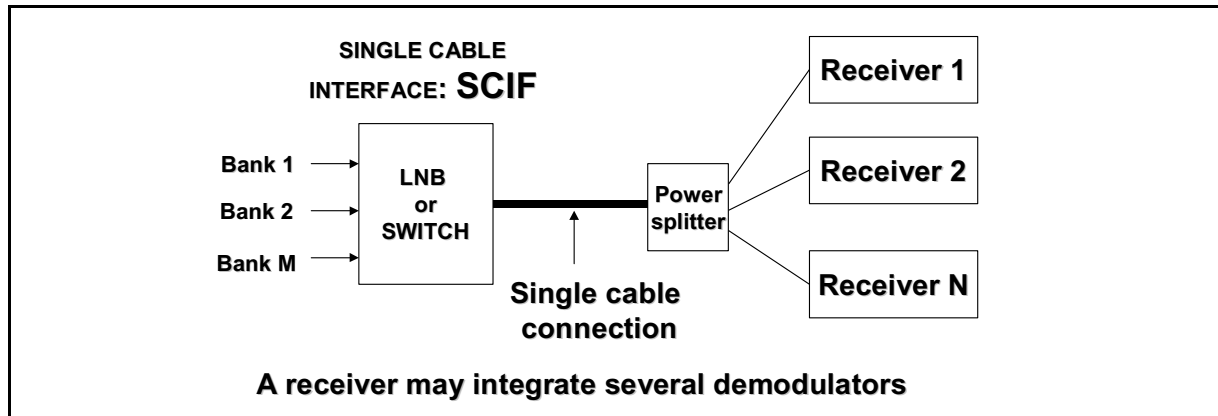 SINGLE CABLE
INTERFACE: SCIF
Bank 1
Bank 2
Bank M
LNB
or
SWITCH
Single cable
connection
Power
splitter
Receiver 1
Receiver 2
Receiver N
A receiver may integrate several demodulators